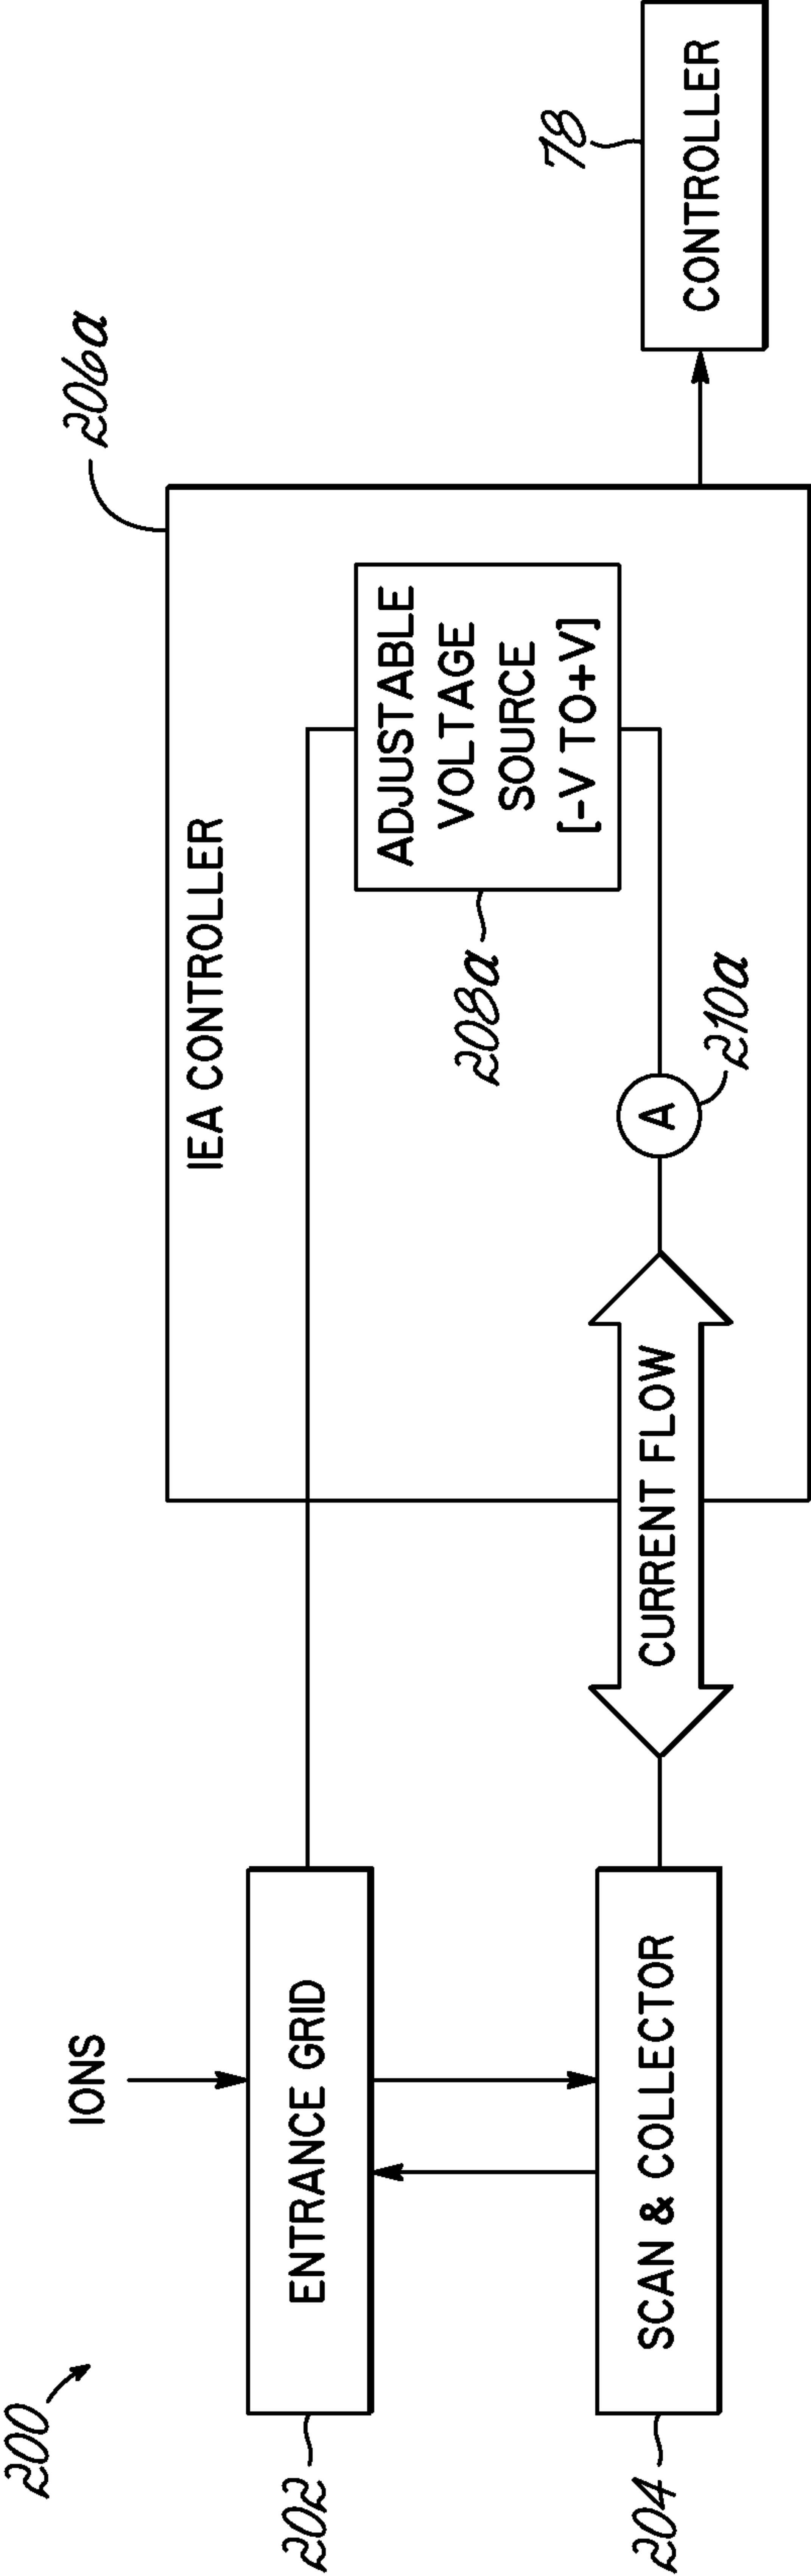 200
IONS
206a
IEA CONTROLLER
202
ENTRANCE GRID
ADJUSTABLE
VOLTAGE
SOURCE
[-V TO+V]
208a
78
CONTROLLER
204
SCAN & COLLECTOR
CURRENT FLOW
A
210a